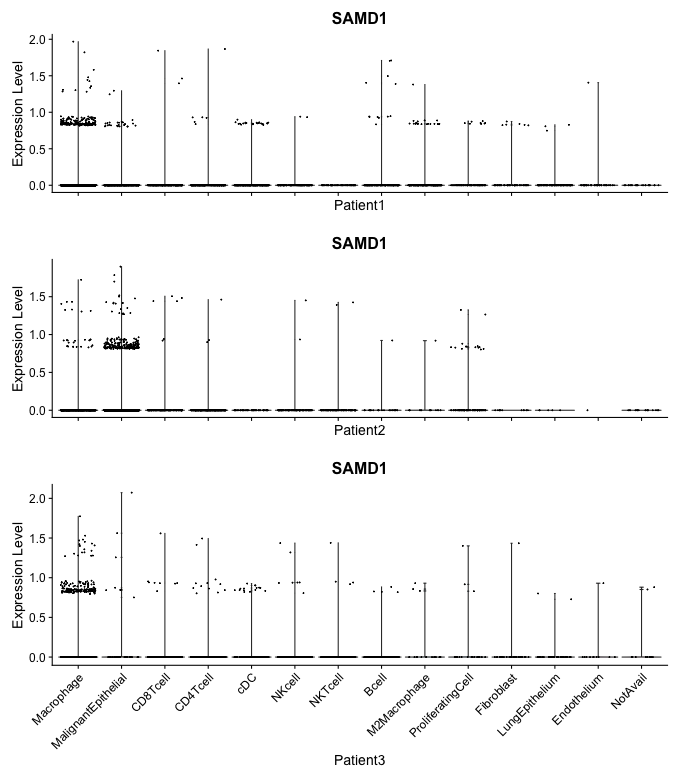 SAMD1
Expression Level
2.0
1.5
1.0
0.5
0.0
Patient1
SAMD1
Expression Level
1.5
1.0
0.5
0.0
Patient2
SAMD1
Expression Level
2.0
1.5
1.0
0.5
0.0
Macrophage
MalignantEpithelial
CD8Tcell
CD4Tcell
cDC
NKcell
NKTcell
Bcell
M2Macrophage
ProliferatingCell
Fibroblast
LungEpithelium
Endothelium
NotAvail
Patient3